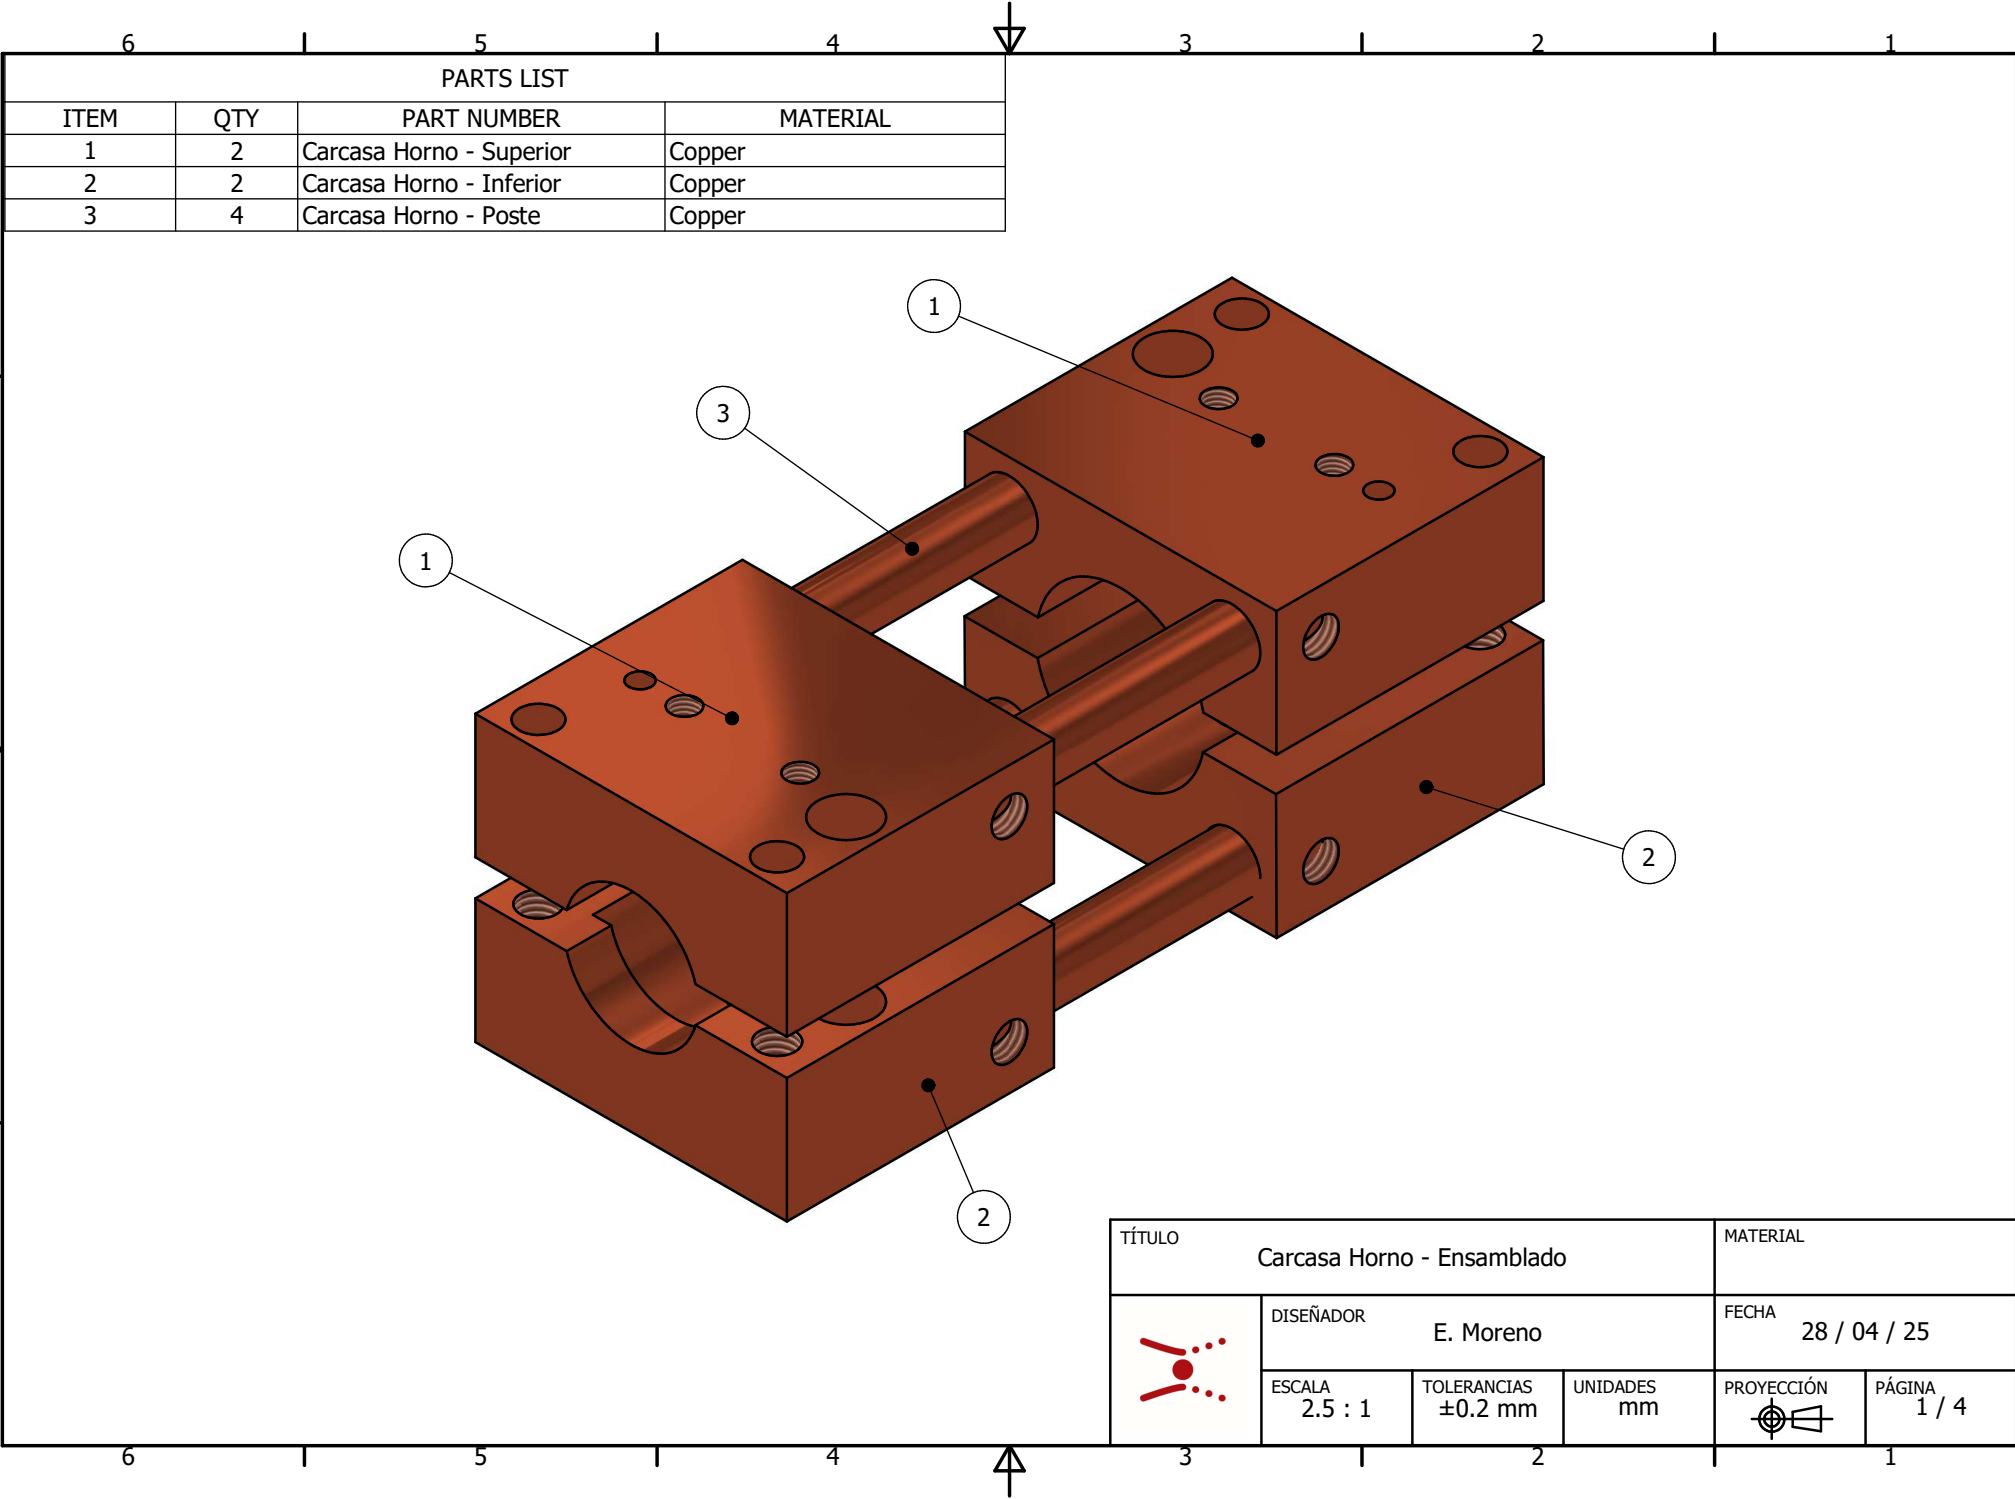 6 5 4 3 2 1
PARTS LIST
ITEM QTY PART NUMBER MATERIAL
1 2 Carcasa Horno - Superior Copper
2 2 Carcasa Horno - Inferior Copper
3 4 Carcasa Horno - Poste Copper
1
3
1
2
2
TÍTULO
Carcasa Horno - Ensamblado
MATERIAL
DISEÑADOR
E. Moreno
FECHA
28 / 04 / 25
ESCALA
2.5 : 1
TOLERANCIAS
±0.2 mm
UNIDADES
mm
PROYECCIÓN
PÁGINA
1 / 4
6 5 4 3 2 1